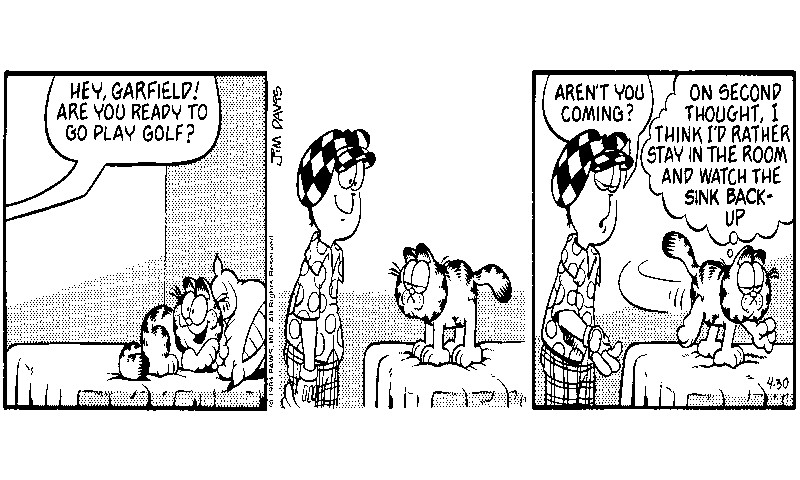 HEY, GARFIELD!
ARE YOU READY TO
GO PLAY GOLF?
JIM DAVIS
AREN'T YOU
COMING?
ON SECOND
THOUGHT, I
THINK I'D RATHER
STAY IN THE ROOM
AND WATCH THE
SINK BACK-
UP
4-30